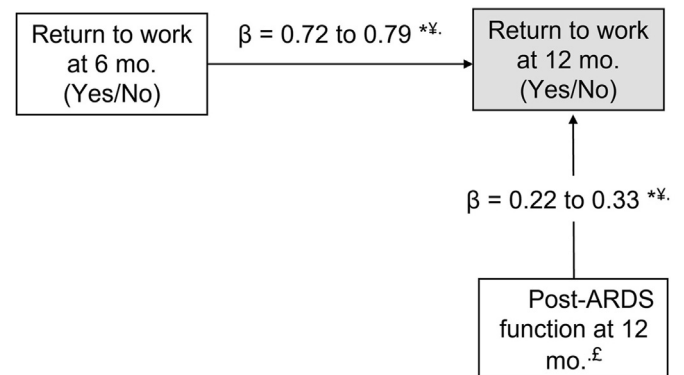 Return to work
at 6 mo.
(Yes/No)
β = 0.72 to 0.79 *¥.
Return to work
at 12 mo.
(Yes/No)
β = 0.22 to 0.33 *¥.
Post-ARDS
function at 12
mo.£